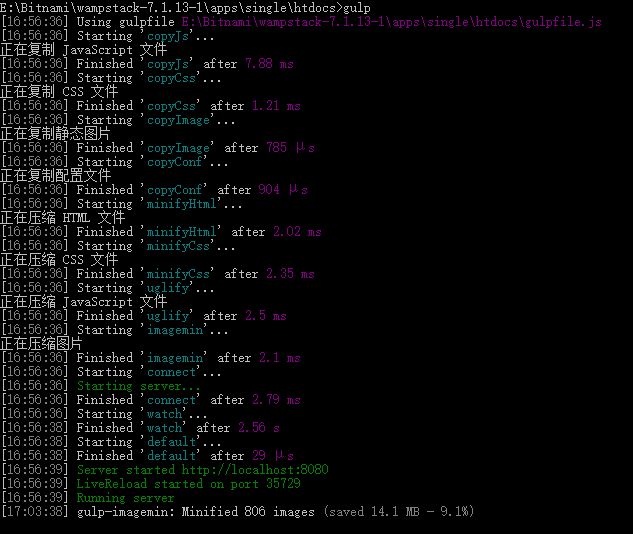 E:\Bitnami\wampstack-7.1.13-1\apps\single\htdocs>gulp
[16:56:36] Using gulpfile E:\Bitnami\wampstack-7.1.13-1\apps\single\htdocs\gulpfile.js
[16:56:36] Starting 'copyJs'...
正在复制 JavaScript 文件
[16:56:36] Finished 'copyJs' after 7.88 ms
[16:56:36] Starting 'copyCss'...
正在复制 CSS 文件
[16:56:36] Finished 'copyCss' after 1.21 ms
[16:56:36] Starting 'copyImage'...
正在复制静态图片
[16:56:36] Finished 'copyImage' after 785 μs
[16:56:36] Starting 'copyConf'...
正在复制配置文件
[16:56:36] Finished 'copyConf' after 904 μs
[16:56:36] Starting 'minifyHtml'...
正在压缩 HTML 文件
[16:56:36] Finished 'minifyHtml' after 2.02 ms
[16:56:36] Starting 'minifyCss'...
正在压缩 CSS 文件
[16:56:36] Finished 'minifyCss' after 2.35 ms
[16:56:36] Starting 'uglify'...
正在压缩 JavaScript 文件
[16:56:36] Finished 'uglify' after 2.5 ms
[16:56:36] Starting 'imagemin'...
正在压缩图片
[16:56:36] Finished 'imagemin' after 2.1 ms
[16:56:36] Starting 'connect'...
[16:56:36] Starting server...
[16:56:36] Finished 'connect' after 2.79 ms
[16:56:36] Starting 'watch'...
[16:56:38] Finished 'watch' after 2.56 s
[16:56:38] Starting 'default'...
[16:56:38] Finished 'default' after 29 μs
[16:56:39] Server started http://localhost:8080
[16:56:39] LiveReload started on port 35729
[16:56:39] Running server
[17:03:38] gulp-imagemin: Minified 806 images (saved 14.1 MB - 9.1%)